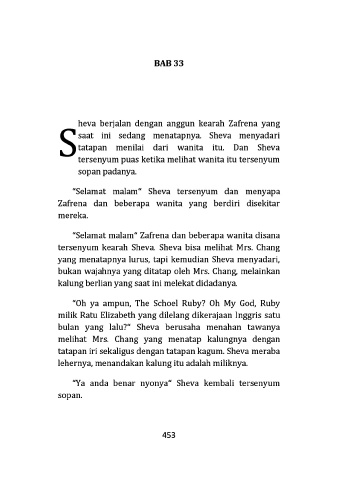 BAB 33
Sheva berjalan dengan anggun kearah Zafrena yang
saat ini sedang menatapnya. Sheva menyadari
tatapan menilai dari wanita itu. Dan Sheva
tersenyum puas ketika melihat wanita itu tersenyum
sopan padanya.
"Selamat malam" Sheva tersenyum dan menyapa
Zafrena dan beberapa wanita yang berdiri disekitar
mereka.
"Selamat malam" Zafrena dan beberapa wanita disana
tersenyum kearah Sheva. Sheva bisa melihat Mrs. Chang
yang menatapnya lurus, tapi kemudian Sheva menyadari,
bukan wajahnya yang ditatap oleh Mrs. Chang, melainkan
kalung berlian yang saat ini melekat didadanya.
"Oh ya ampun, The Schoel Ruby? Oh My God, Ruby
milik Ratu Elizabeth yang dilelang dikerajaan Inggris satu
bulan yang lalu?" Sheva berusaha menahan tawanya
melihat Mrs. Chang yang menatap kalungnya dengan
tatapan iri sekaligus dengan tatapan kagum. Sheva meraba
lehernya, menandakan kalung itu adalah miliknya.
"Ya anda benar nyonya" Sheva kembali tersenyum
sopan.
453